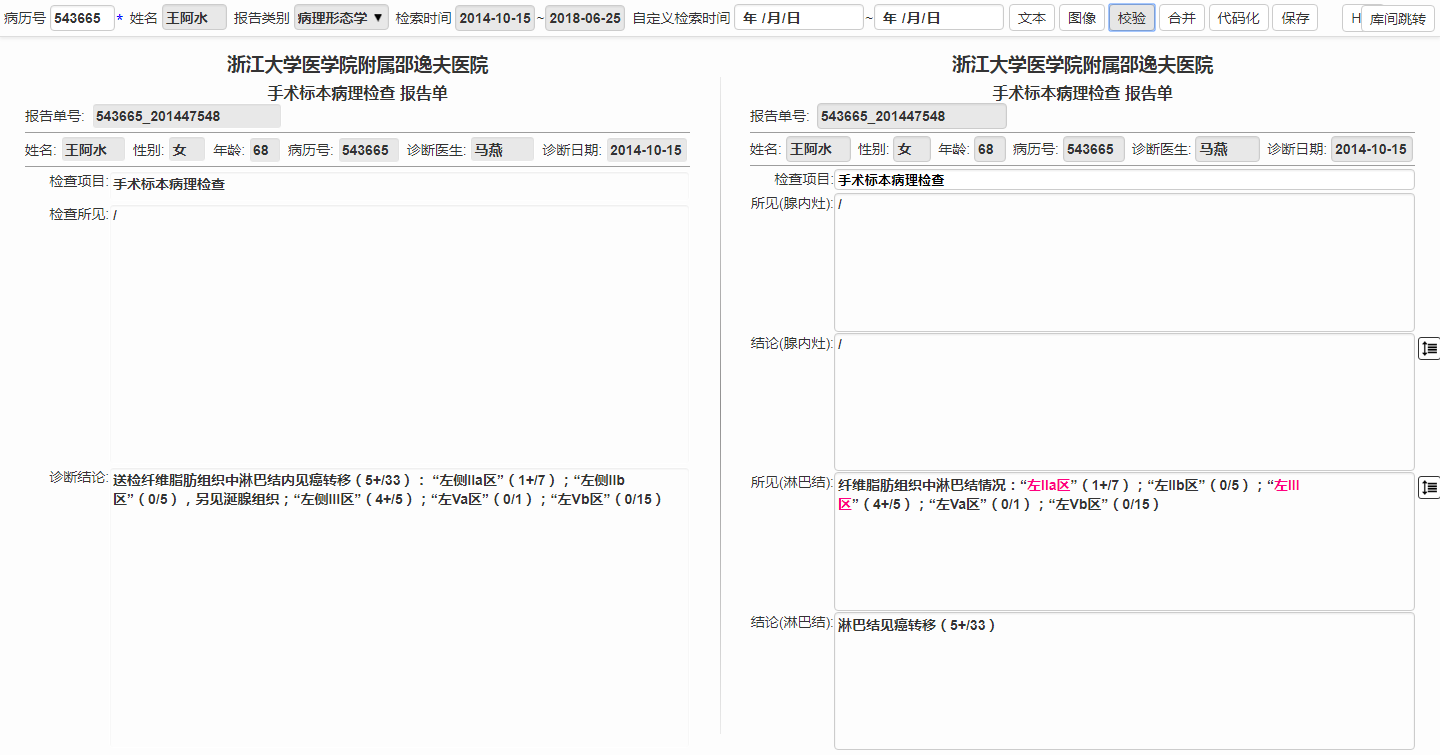 病历号 543665 * 姓名 王阿水 报告类别 病理形态学 ▼ 检索时间 2014-10-15 ~ 2018-06-25 自定义检索时间 年 /月/日 ~ 年 /月/日 文本 图像 校验 合并 代码化 保存 H 库间跳转
浙江大学医学院附属邵逸夫医院
手术标本病理检查 报告单
报告单号: 543665_201447548
姓名: 王阿水 性别: 女 年龄: 68 病历号: 543665 诊断医生: 马燕 诊断日期: 2014-10-15
检查项目: 手术标本病理检查
检查所见: /
诊断结论: 送检纤维脂肪组织中淋巴结内见癌转移（5+/33）： “左侧IIa区”（1+/7）；“左侧IIb
区”（0/5），另见涎腺组织；“左侧III区”（4+/5）；“左Va区”（0/1）；“左Vb区”（0/15）
浙江大学医学院附属邵逸夫医院
手术标本病理检查 报告单
报告单号: 543665_201447548
姓名: 王阿水 性别: 女 年龄: 68 病历号: 543665 诊断医生: 马燕 诊断日期: 2014-10-15
检查项目: 手术标本病理检查
所见(腺内灶): /
结论(腺内灶): /
所见(淋巴结): 纤维脂肪组织中淋巴结情况：“左IIa区”（1+/7）；“左IIb区”（0/5）；“左III
区”（4+/5）；“左Va区”（0/1）；“左Vb区”（0/15）
结论(淋巴结): 淋巴结见癌转移（5+/33）